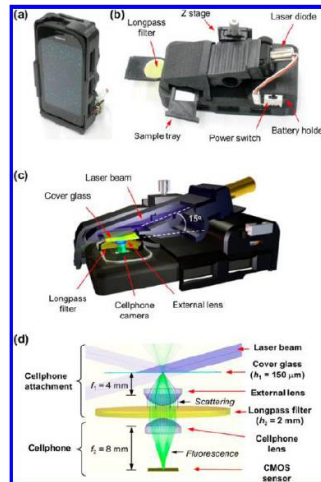 (a)
(b)
Longpass
filter
Z stage
Laser diode
Sample tray
Power switch
Battery holder
(c)
Laser beam
Cover glass
15°
Longpass
filter
Cellphone
camera
External lens
(d)
Laser beam
Cover glass
(h₁ = 150 μm)
Cellphone
attachment
f₁ = 4 mm
External lens
Scattering
Longpass filter
(h₂ = 2 mm)
Cellphone
f₂ = 8 mm
Cellphone
lens
Fluorescence
CMOS
sensor